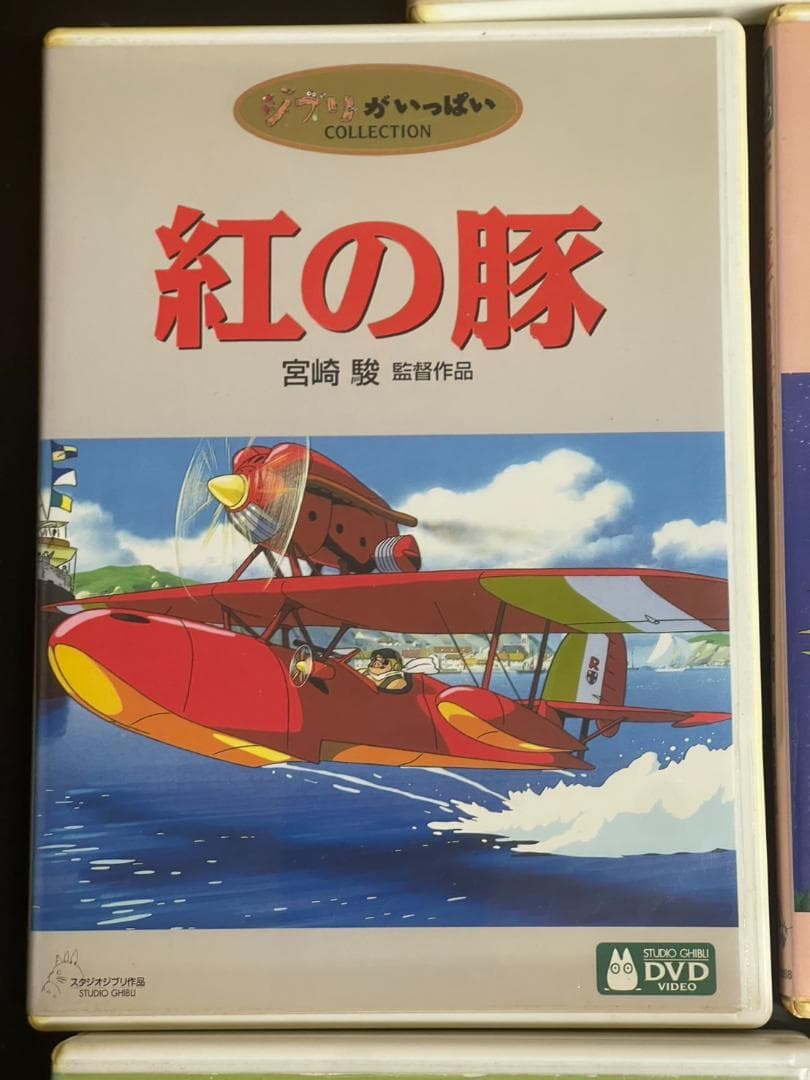 ジブリがいっぱい
COLLECTION
紅の豚
宮崎 駿 監督作品
R
スタジオジブリ作品
STUDIO GHIBLI
STUDIO GHIBLI
DVD
VIDEO